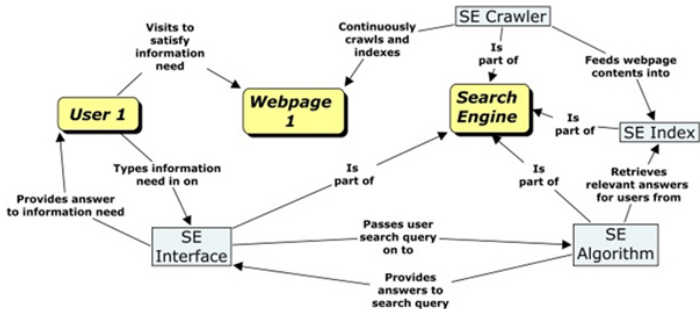 SE Crawler
Visits to
satisfy
information
need
Continuously
crawls and
indexes
Is
part of
Feeds webpage
contents into
User 1
Webpage
1
Search
Engine
Is
part of
SE Index
Types information
need in on
Is
part of
Is
part of
Retrieves
relevant answers
for users from
Provides answer
to information need
SE
Interface
Passes user
search query
on to
SE
Algorithm
Provides
answers to
search query